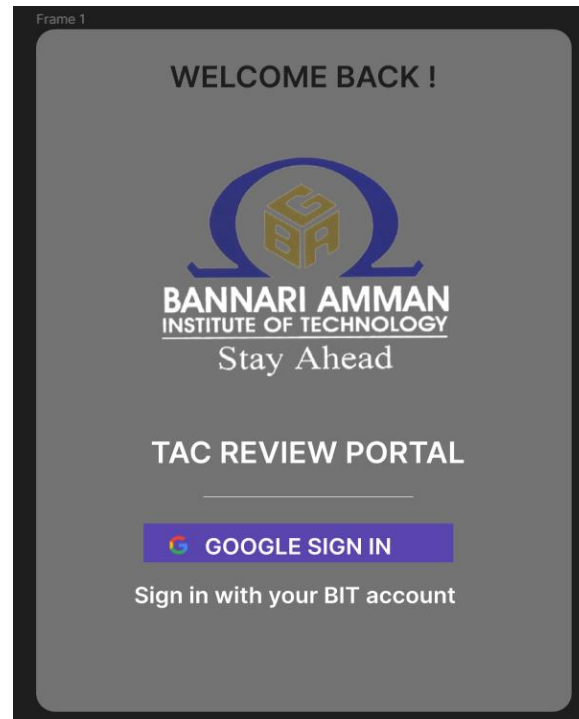 Frame 1
WELCOME BACK !
GBA
BANNARI AMMAN
INSTITUTE OF TECHNOLOGY
Stay Ahead
TAC REVIEW PORTAL
G GOOGLE SIGN IN
Sign in with your BIT account